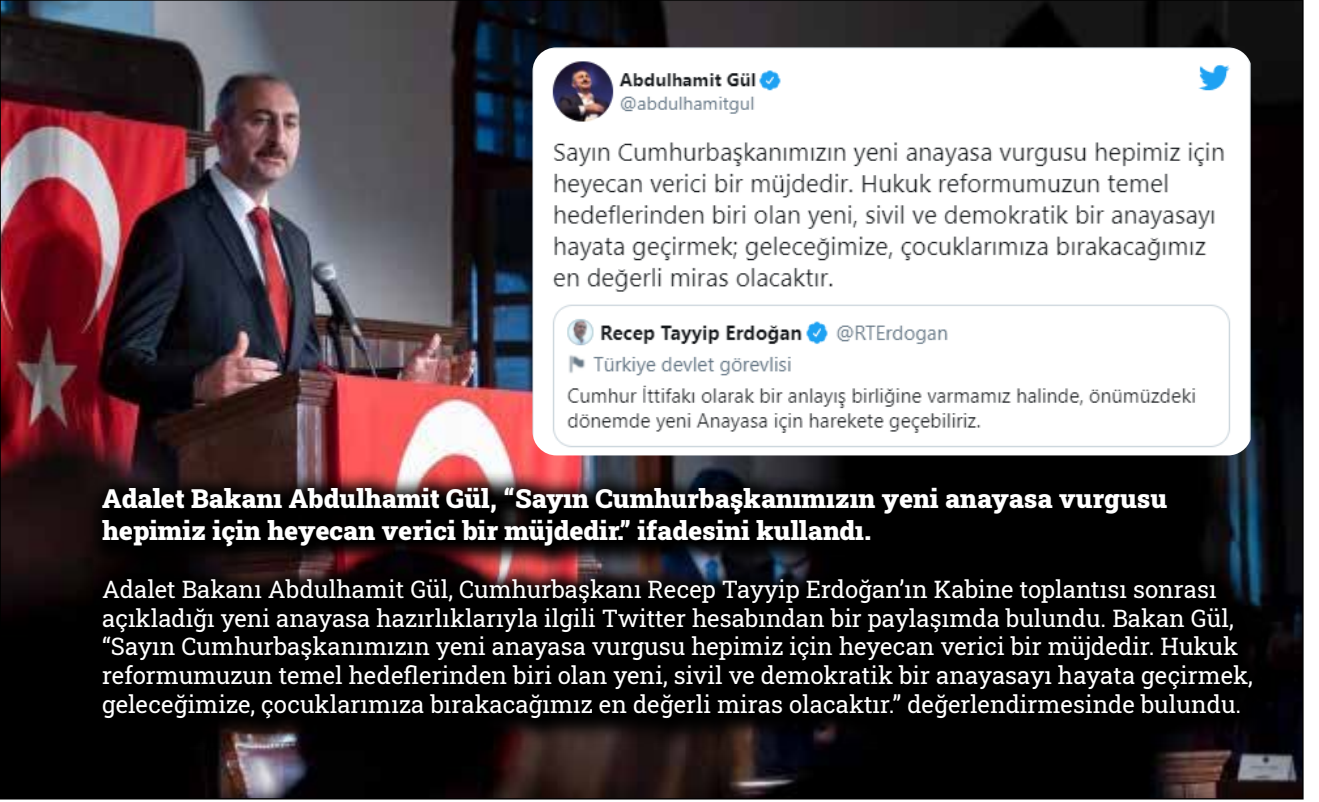 Abdulhamit Gül
@abdulhamitgul
Sayın Cumhurbaşkanımızın yeni anayasa vurgusu hepimiz için
heyecan verici bir müjdedir. Hukuk reformumuzun temel
hedeflerinden biri olan yeni, sivil ve demokratik bir anayasayı
hayata geçirmek; geleceğimize, çocuklarımıza bırakacağımız
en değerli miras olacaktır.
Recep Tayyip Erdoğan @RTErdogan
Türkiye devlet görevlisi
Cumhur İttifakı olarak bir anlayış birliğine varmamız halinde, önümüzdeki
dönemde yeni Anayasa için harekete geçebiliriz.
Adalet Bakanı Abdulhamit Gül, “Sayın Cumhurbaşkanımızın yeni anayasa vurgusu
hepimiz için heyecan verici bir müjdedir.” ifadesini kullandı.
Adalet Bakanı Abdulhamit Gül, Cumhurbaşkanı Recep Tayyip Erdoğan’ın Kabine toplantısı sonrası
açıkladığı yeni anayasa hazırlıklarıyla ilgili Twitter hesabından bir paylaşımda bulundu. Bakan Gül,
“Sayın Cumhurbaşkanımızın yeni anayasa vurgusu hepimiz için heyecan verici bir müjdedir. Hukuk
reformumuzun temel hedeflerinden biri olan yeni, sivil ve demokratik bir anayasayı hayata geçirmek,
geleceğimize, çocuklarımıza bırakacağımız en değerli miras olacaktır.” değerlendirmesinde bulundu.